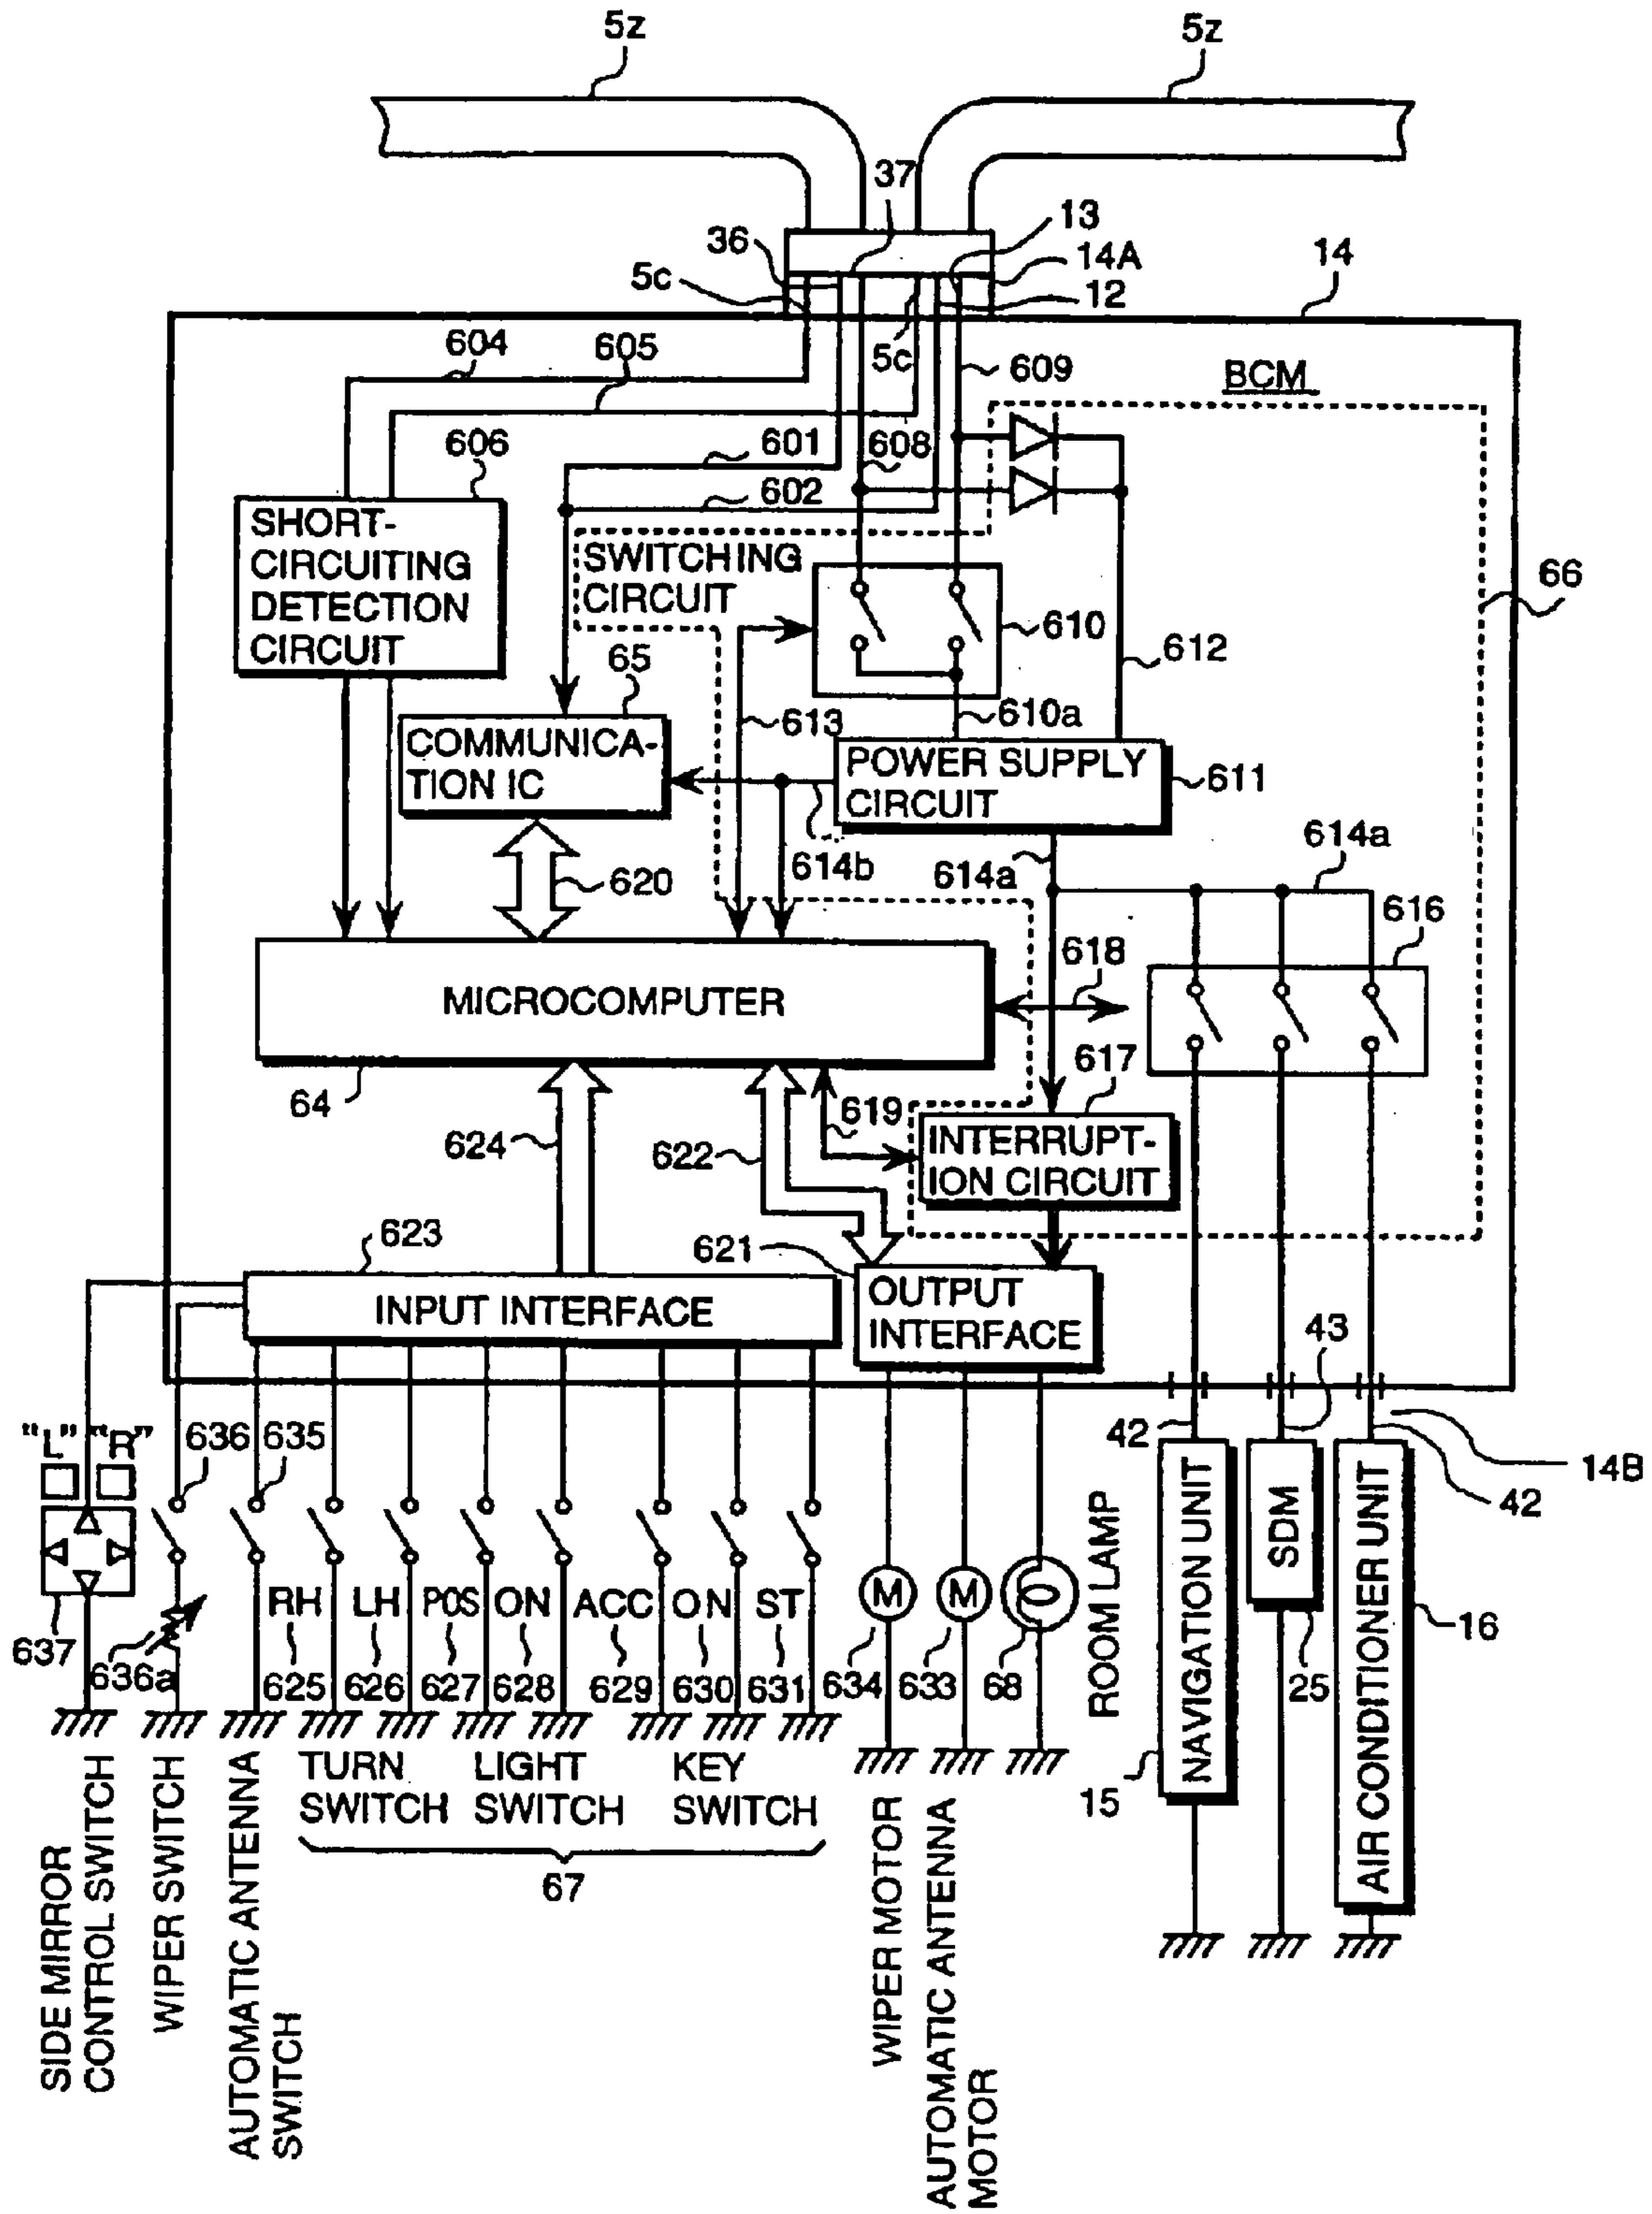 5z
5z
37
13
36
14A
14
5c
12
604
605
5c
609
BCM
606
601
608
602
SHORT-
CIRCUITING
DETECTION
CIRCUIT
SWITCHING
CIRCUIT
66
610
65
612
613
610a
COMMUNICA-
TION IC
POWER SUPPLY
CIRCUIT
611
614a
620
614b
614a
616
618
MICROCOMPUTER
617
64
619
624
622
INTERRUPT-
ION CIRCUIT
623
621
INPUT INTERFACE
OUTPUT
INTERFACE
43
"L" "R"
636
635
42
14B
42
637
636a
RH
LH
POS
ON
ACC
ON
ST
625
626
627
628
629
630
631
634
633
68
ROOM LAMP
NAVIGATION UNIT
SDM
AIR CONDITIONER UNIT
16
25
15
SIDE MIRROR
CONTROL SWITCH
WIPER SWITCH
AUTOMATIC ANTENNA
SWITCH
TURN
SWITCH
LIGHT
SWITCH
KEY
SWITCH
67
M
M
WIPER MOTOR
AUTOMATIC ANTENNA
MOTOR